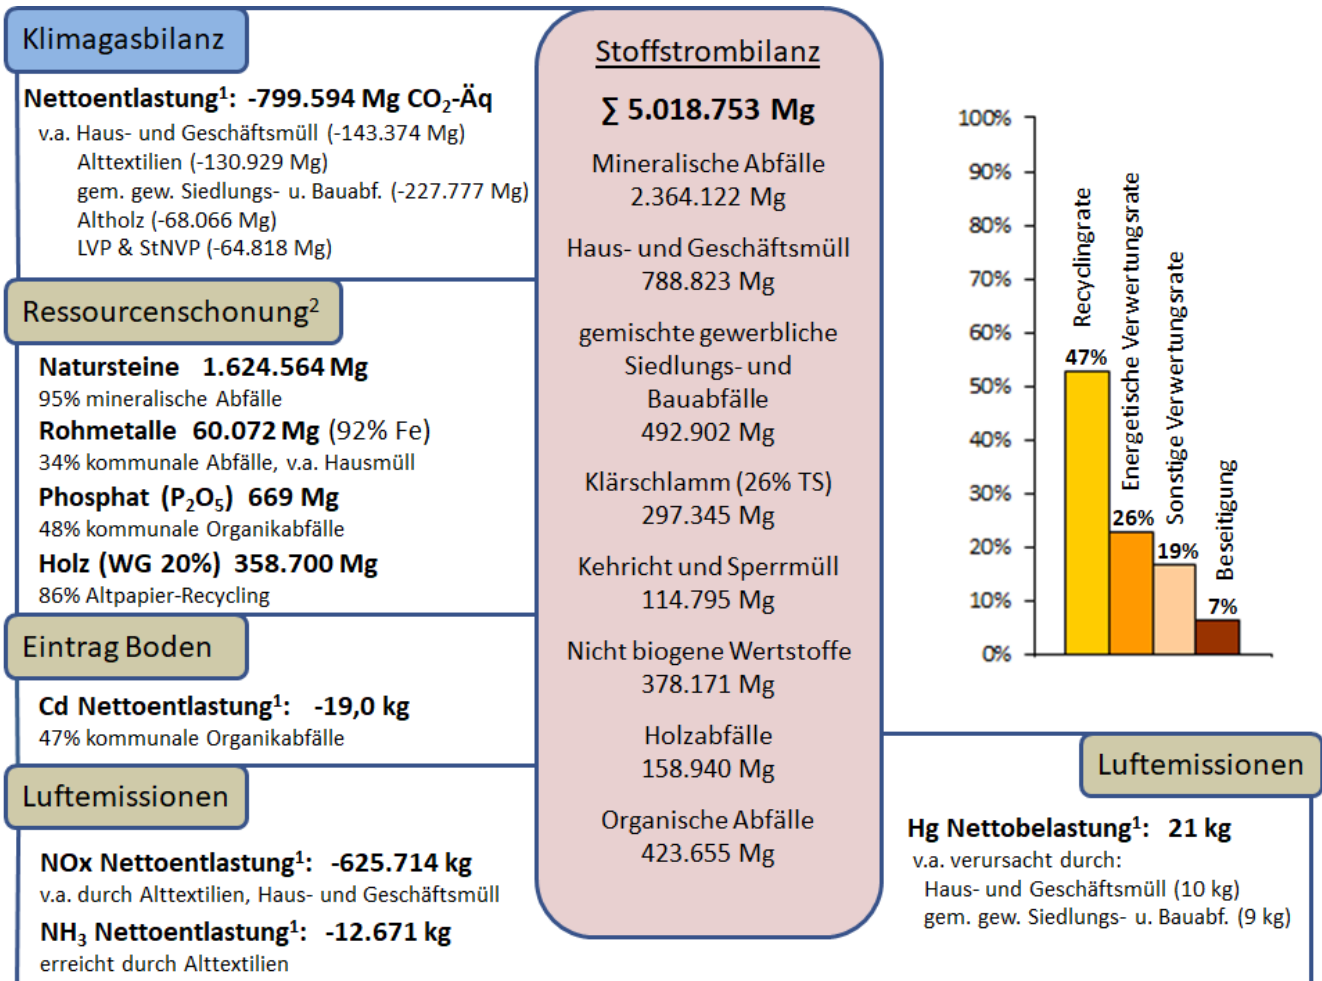 Klimagasbilanz
Nettoentlastung¹: -799.594 Mg CO₂-Äq
v.a. Haus- und Geschäftsmüll (-143.374 Mg)
Alttextilien (-130.929 Mg)
gem. gew. Siedlungs- u. Bauabf. (-227.777 Mg)
Altholz (-68.066 Mg)
LVP & StNVP (-64.818 Mg)
Ressourcenschonung²
Natursteine 1.624.564 Mg
95% mineralische Abfälle
Rohmetalle 60.072 Mg (92% Fe)
34% kommunale Abfälle, v.a. Hausmüll
Phosphat (P₂O₅) 669 Mg
48% kommunale Organikabfälle
Holz (WG 20%) 358.700 Mg
86% Altpapier-Recycling
Eintrag Boden
Cd Nettoentlastung¹: -19,0 kg
47% kommunale Organikabfälle
Luftemissionen
NOx Nettoentlastung¹: -625.714 kg
v.a. durch Alttextilien, Haus- und Geschäftsmüll
NH₃ Nettoentlastung¹: -12.671 kg
erreicht durch Alttextilien
Stoffstrombilanz
∑ 5.018.753 Mg
Mineralische Abfälle
2.364.122 Mg
Haus- und Geschäftsmüll
788.823 Mg
gemischte gewerbliche
Siedlungs- und
Bauabfälle
492.902 Mg
Klärschlamm (26% TS)
297.345 Mg
Kehricht und Sperrmüll
114.795 Mg
Nicht biogene Wertstoffe
378.171 Mg
Holzabfälle
158.940 Mg
Organische Abfälle
423.655 Mg
100%
90%
80%
70%
60%
50%
40%
30%
20%
10%
0%
Recyclingrate
47%
Energetische Verwertungsrate
26%
Sonstige Verwertungsrate
19%
Beseitigung
7%
Luftemissionen
Hg Nettobelastung¹: 21 kg
v.a. verursacht durch:
Haus- und Geschäftsmüll (10 kg)
gem. gew. Siedlungs- u. Bauabf. (9 kg)